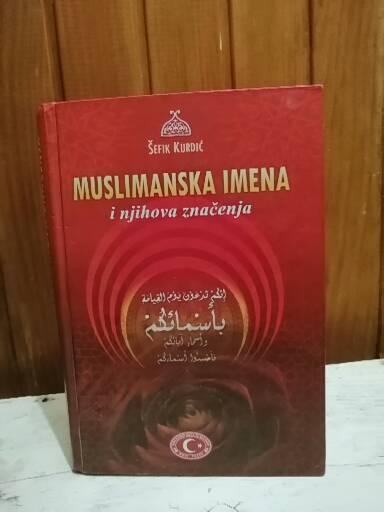 ŠEFIK KURDIĆ
MUSLIMANSKA IMENA
i njihova značenja
إنكم تدعون يوم القيامة
بأسمائكم
وأسماء آبائكم
فأحسنوا أسماءكم